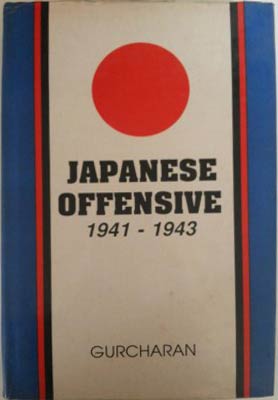 JAPANESE
OFFENSIVE
1941 - 1943
GURCHARAN